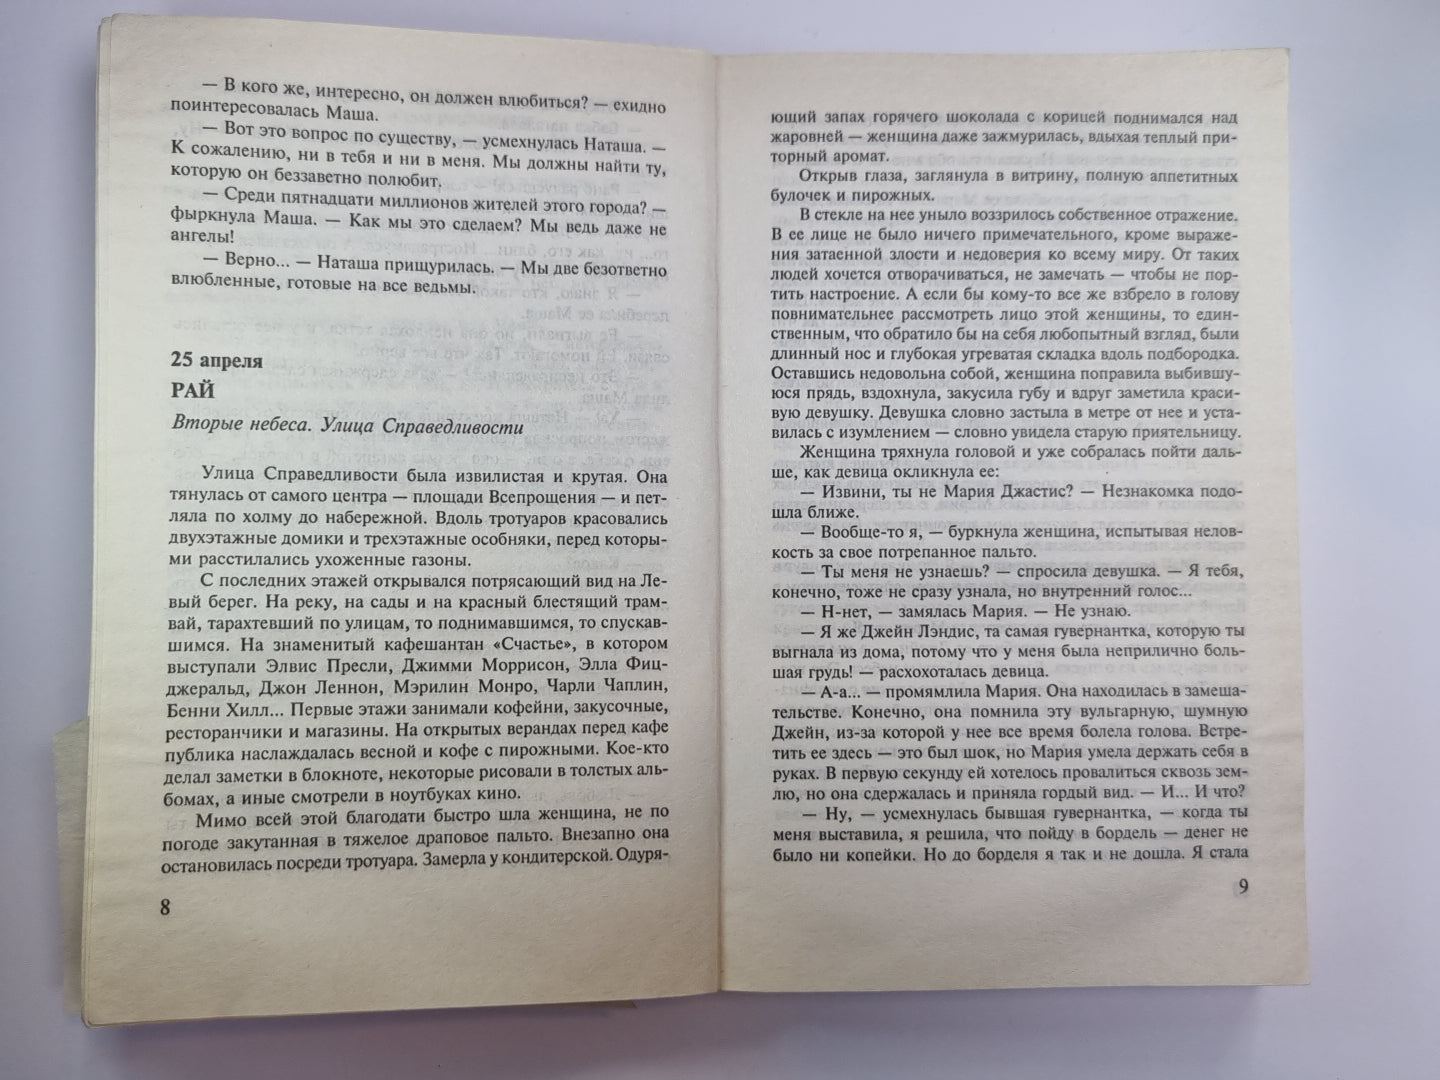 — В кого же, интересно, он должен влюбиться? — ехидно
поинтересовалась Маша.
— Вот это вопрос по существу, — усмехнулась Наташа. —
К сожалению, ни в тебя и ни в меня. Мы должны найти ту,
которую он беззаветно полюбит.
— Среди пятнадцати миллионов жителей этого города? —
фыркнула Маша. — Как мы это сделаем? Мы ведь даже не
ангелы!
— Верно... — Наташа прищурилась. — Мы две безответно
влюбленные, готовые на все ведьмы.
25 апреля
РАЙ
Вторые небеса. Улица Справедливости
Улица Справедливости была извилистая и крутая. Она
тянулась от самого центра — площади Всепрощения — и пет-
ляла по холму до набережной. Вдоль тротуаров красовались
двухэтажные домики и трехэтажные особняки, перед которы-
ми расстилались ухоженные газоны.
С последних этажей открывался потрясающий вид на Ле-
вый берег. На реку, на сады и на красный блестящий трам-
вай, тарахтевший по улицам, то поднимавшимся, то спускав-
шимся. На знаменитый кафешантан «Счастье», в котором
выступали Элвис Пресли, Джимми Моррисон, Элла Фиц-
джеральд, Джон Леннон, Мэрилин Монро, Чарли Чаплин,
Бенни Хилл... Первые этажи занимали кофейни, закусочные,
ресторанчики и магазины. На открытых верандах перед кафе
публика наслаждалась весной и кофе с пирожными. Кое-кто
делал заметки в блокноте, некоторые рисовали в толстых аль-
бомах, а иные смотрели в ноутбуках кино.
Мимо всей этой благодати быстро шла женщина, не по
погоде закутанная в тяжелое драповое пальто. Внезапно она
остановилась посреди тротуара. Замерла у кондитерской. Одуря-
8
ющий запах горячего шоколада с корицей поднимался над
жаровней — женщина даже зажмурилась, вдыхая теплый при-
торный аромат.
Открыв глаза, заглянула в витрину, полную аппетитных
булочек и пирожных.
В стекле на нее уныло воззрилось собственное отражение.
В ее лице не было ничего примечательного, кроме выраже-
ния затаенной злости и недоверия ко всему миру. От таких
людей хочется отворачиваться, не замечать — чтобы не пор-
тить настроение. А если бы кому-то все же взбрело в голову
повнимательнее рассмотреть лицо этой женщины, то един-
ственным, что обратило бы на себя любопытный взгляд, были
длинный нос и глубокая угреватая складка вдоль подбородка.
Оставшись недовольна собой, женщина поправила выбившу-
юся прядь, вздохнула, закусила губу и вдруг заметила краси-
вую девушку. Девушка словно застыла в метре от нее и уста-
вилась с изумлением — словно увидела старую приятельницу.
Женщина тряхнула головой и уже собралась пойти даль-
ше, как девица окликнула ее:
— Извини, ты не Мария Джастис? — Незнакомка подо-
шла ближе.
— Вообще-то я, — буркнула женщина, испытывая нелов-
кость за свое потрепанное пальто.
— Ты меня не узнаешь? — спросила девушка. — Я тебя,
конечно, тоже не сразу узнала, но внутренний голос...
— Н-нет, — замялась Мария. — Не узнаю.
— Я же Джейн Лэндис, та самая гувернантка, которую ты
выгнала из дома, потому что у меня была неприлично боль-
шая грудь! — расхохоталась девица.
— А-а... — промямлила Мария. Она находилась в замеша-
тельстве. Конечно, она помнила эту вульгарную, шумную
Джейн, из-за которой у нее все время болела голова. Встре-
тить ее здесь — это был шок, но Мария умела держать себя в
руках. В первую секунду ей хотелось провалиться сквозь зем-
лю, но она сдержалась и приняла гордый вид. — И... И что?
— Ну, — усмехнулась бывшая гувернантка, — когда ты
меня выставила, я решила, что пойду в бордель — денег не
было ни копейки. Но до борделя я так и не дошла. Я стала
9